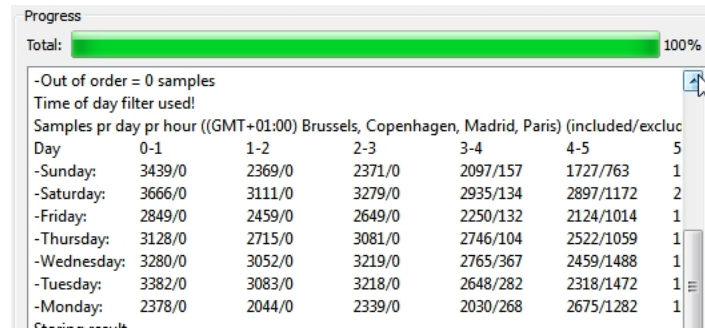 Progress
Total: 100%
-Out of order = 0 samples
Time of day filter used!
Samples pr day pr hour ((GMT+01:00) Brussels, Copenhagen, Madrid, Paris) (included/excluc
Day 0-1 1-2 2-3 3-4 4-5 5
-Sunday: 3439/0 2369/0 2371/0 2097/157 1727/763 1
-Saturday: 3666/0 3111/0 3279/0 2935/134 2897/1172 2
-Friday: 2849/0 2459/0 2649/0 2250/132 2124/1014 1
-Thursday: 3128/0 2715/0 3081/0 2746/104 2522/1059 1
-Wednesday: 3280/0 3052/0 3219/0 2765/367 2459/1488 1
-Tuesday: 3382/0 3083/0 3218/0 2648/282 2318/1472 1
-Monday: 2378/0 2044/0 2339/0 2030/268 2675/1282 1
Storing result